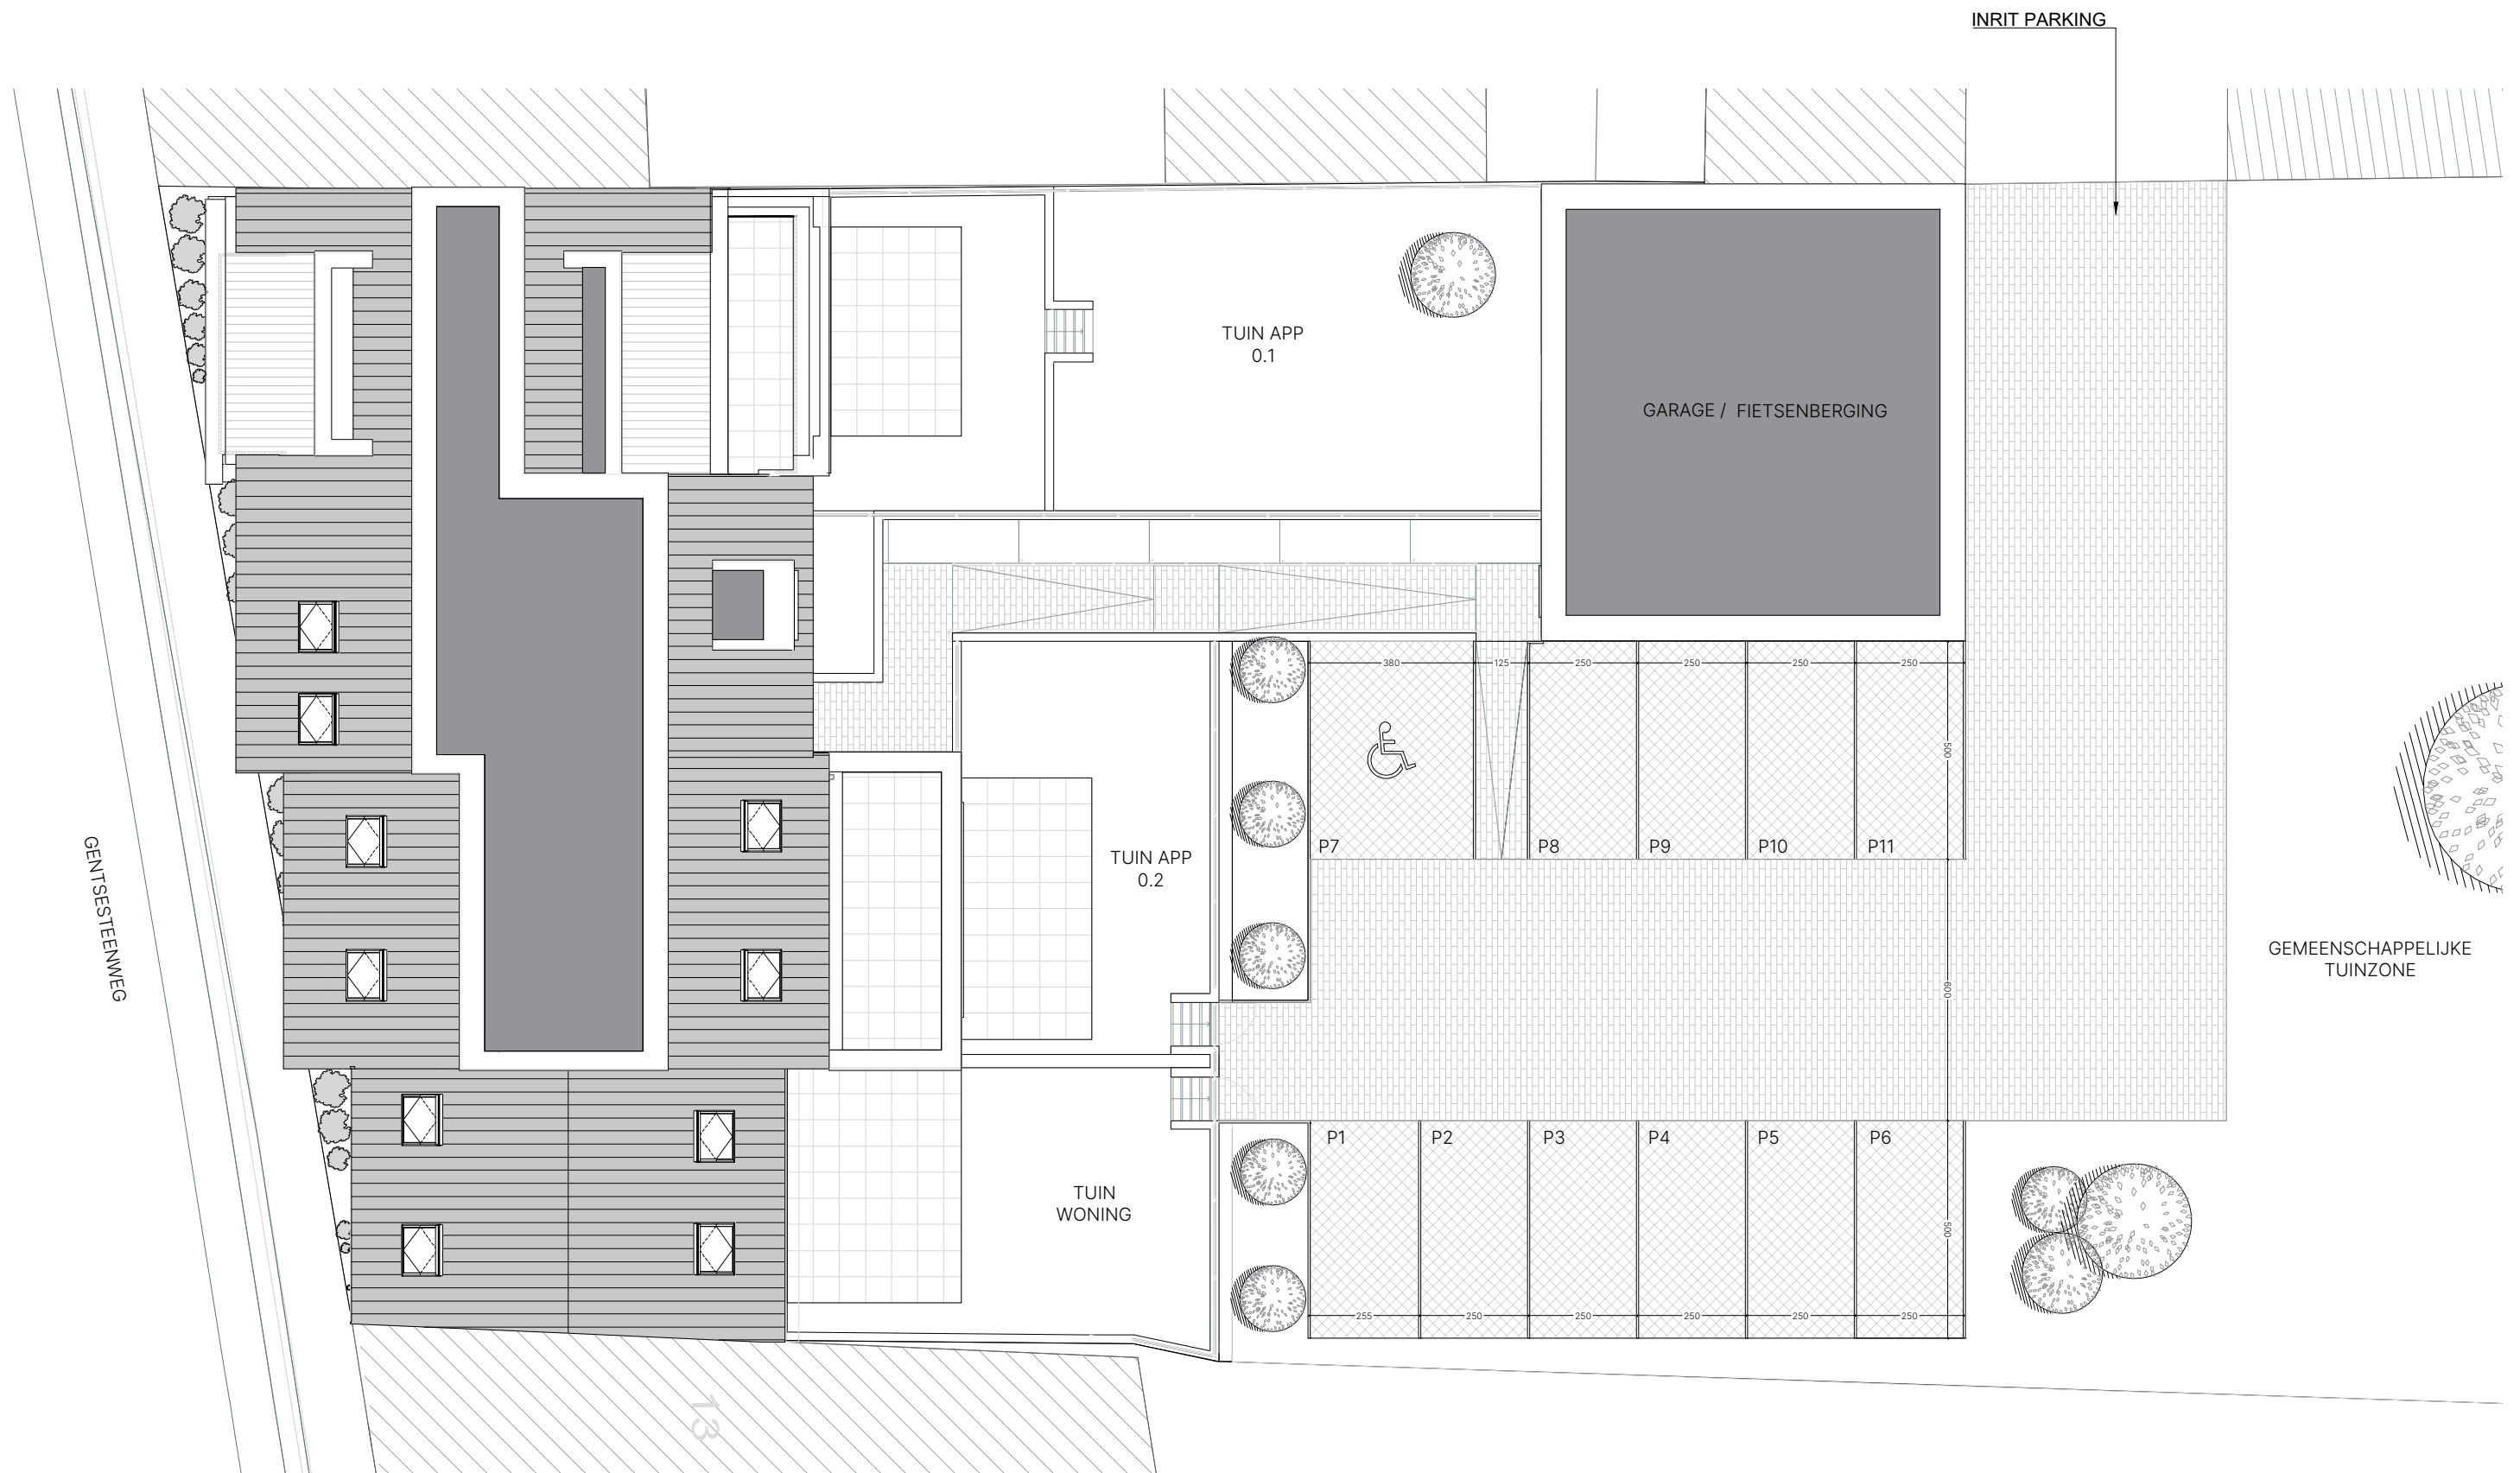 INRIT PARKING
TUIN APP
0.1
GARAGE / FIETSENBERGING
380
125
250
250
250
250
500
P7
P8
P9
P10
P11
TUIN APP
0.2
GENTSESTEENWEG
GEMEENSCHAPPELIJKE
TUINZONE
600
P1
P2
P3
P4
P5
P6
TUIN
WONING
500
255
250
250
250
250
250
13